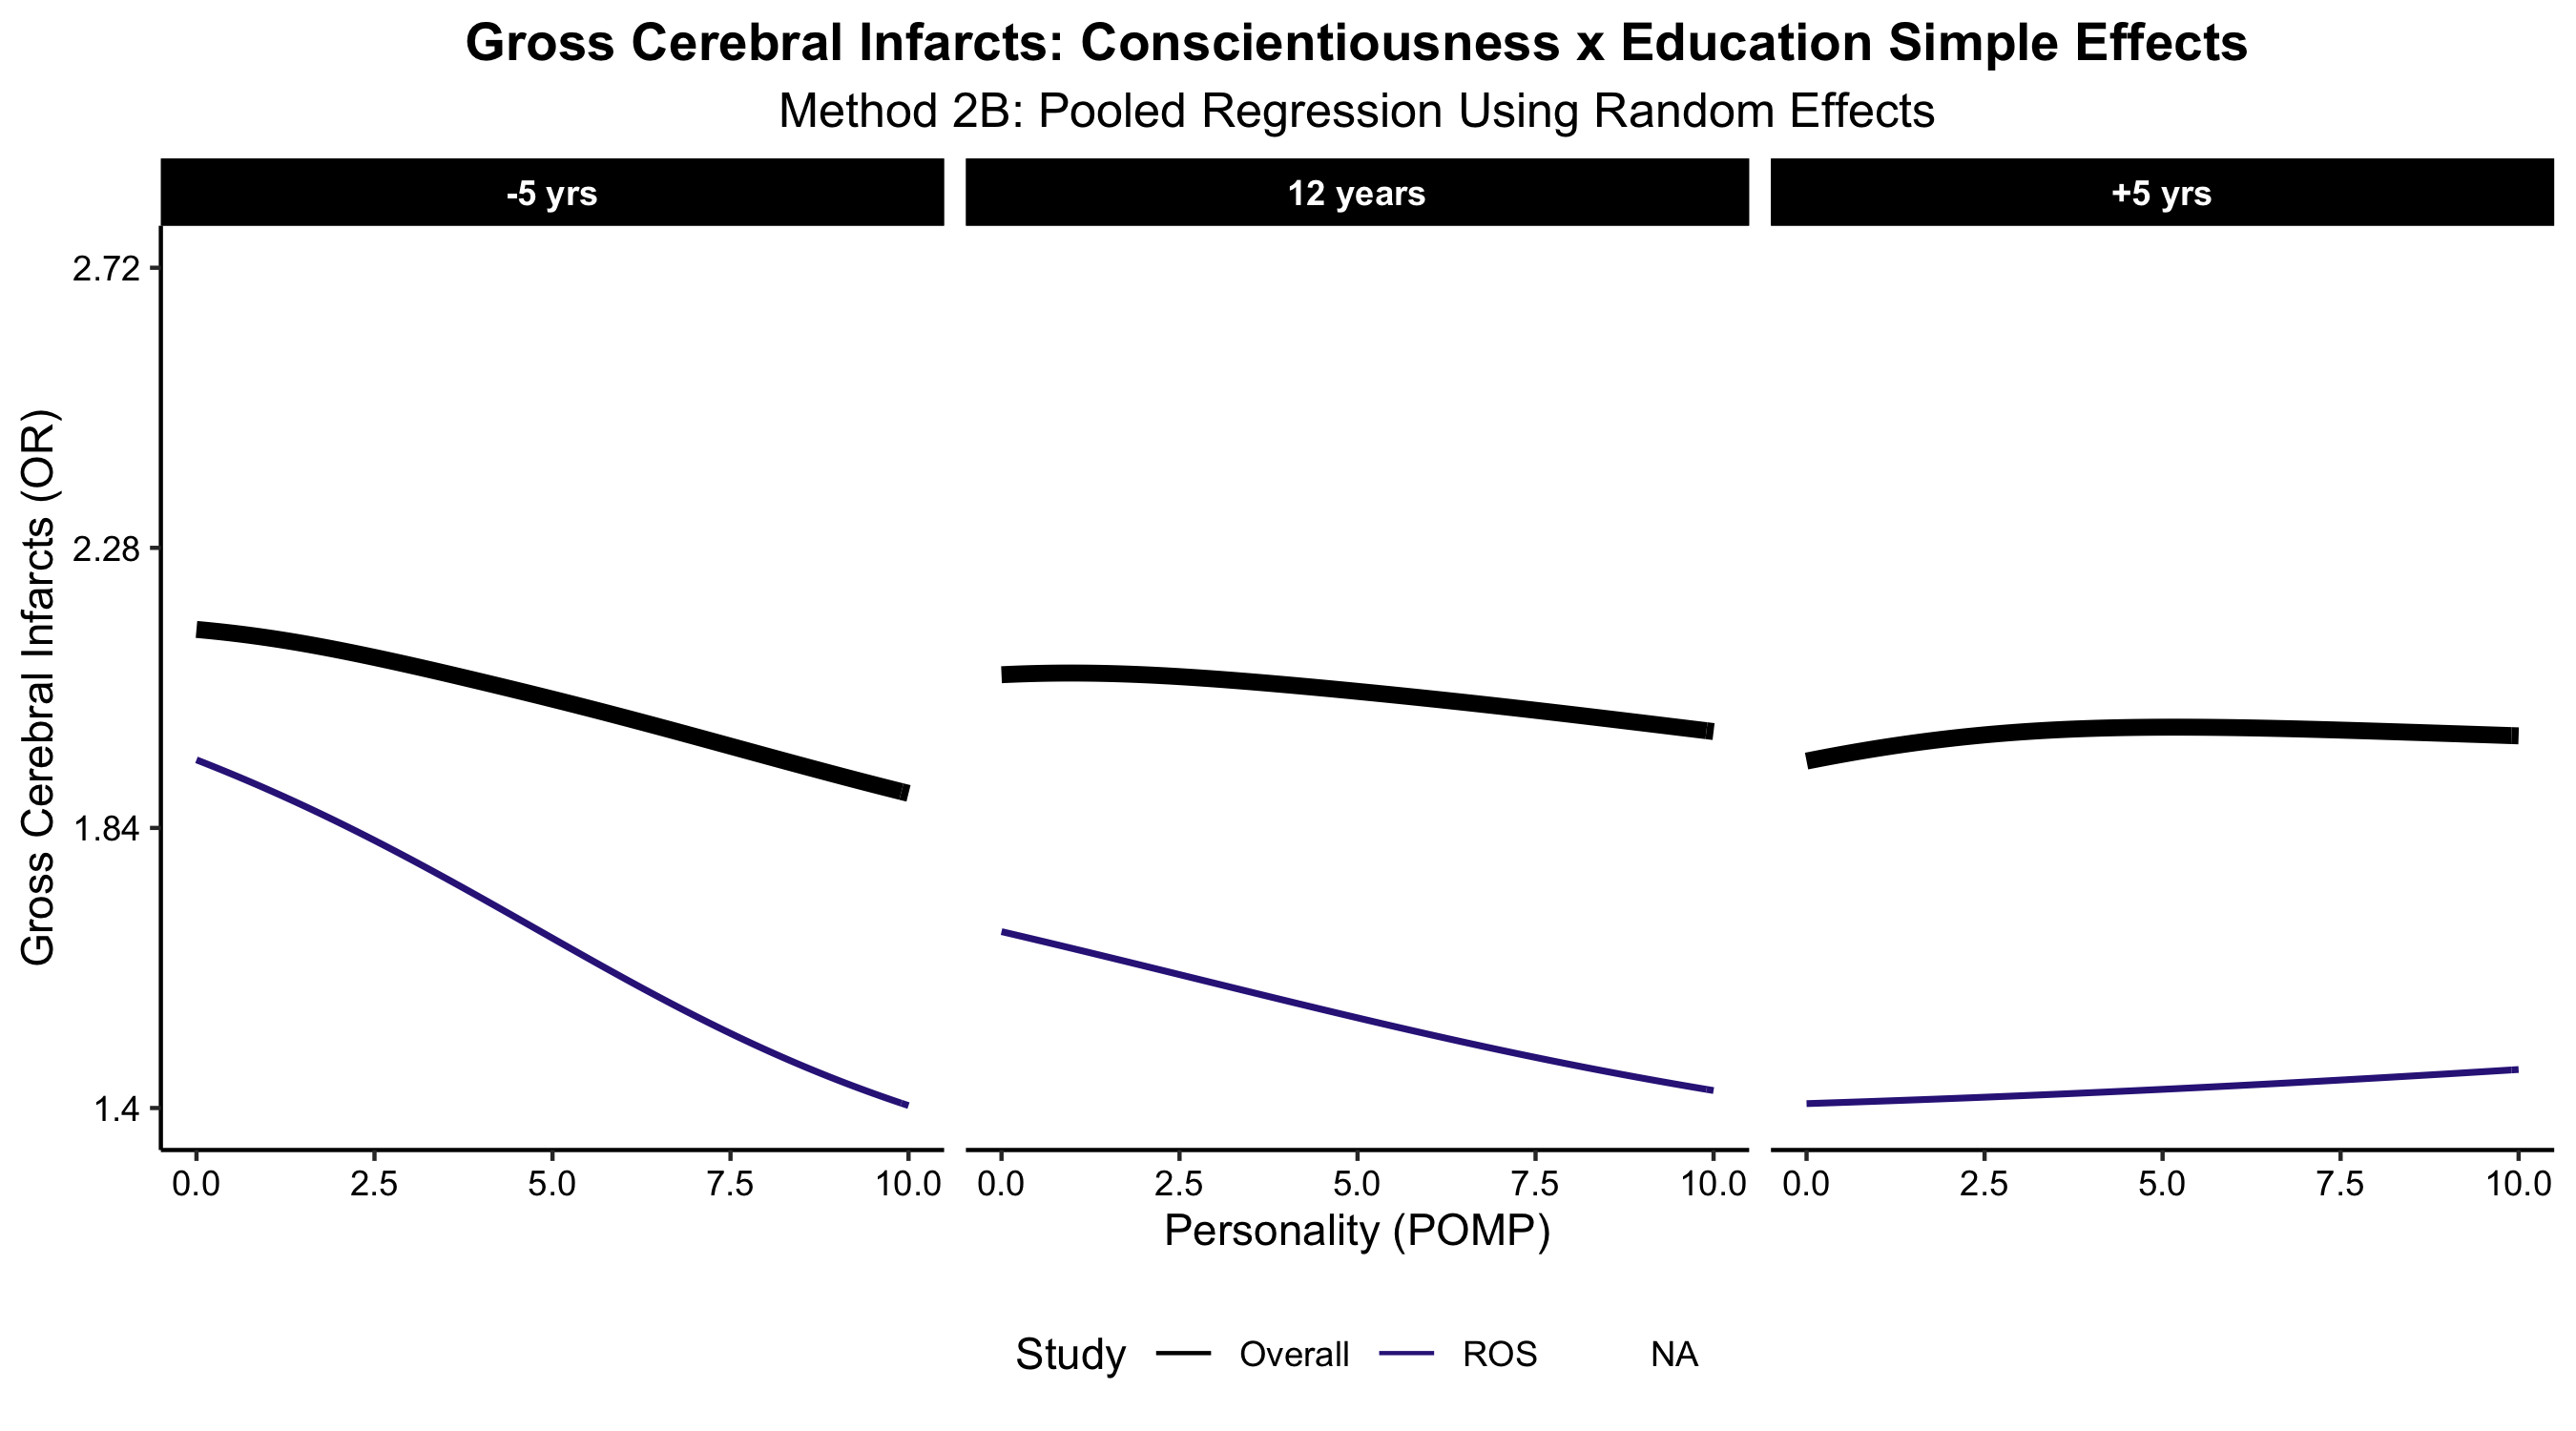 Gross Cerebral Infarcts: Conscientiousness x Education Simple Effects
Method 2B: Pooled Regression Using Random Effects
-5 yrs
12 years
+5 yrs
Gross Cerebral Infarcts (OR)
2.72
2.28
1.84
1.4
0.0 2.5 5.0 7.5 10.0
0.0 2.5 5.0 7.5 10.0
0.0 2.5 5.0 7.5 10.0
Personality (POMP)
Study Overall ROS NA